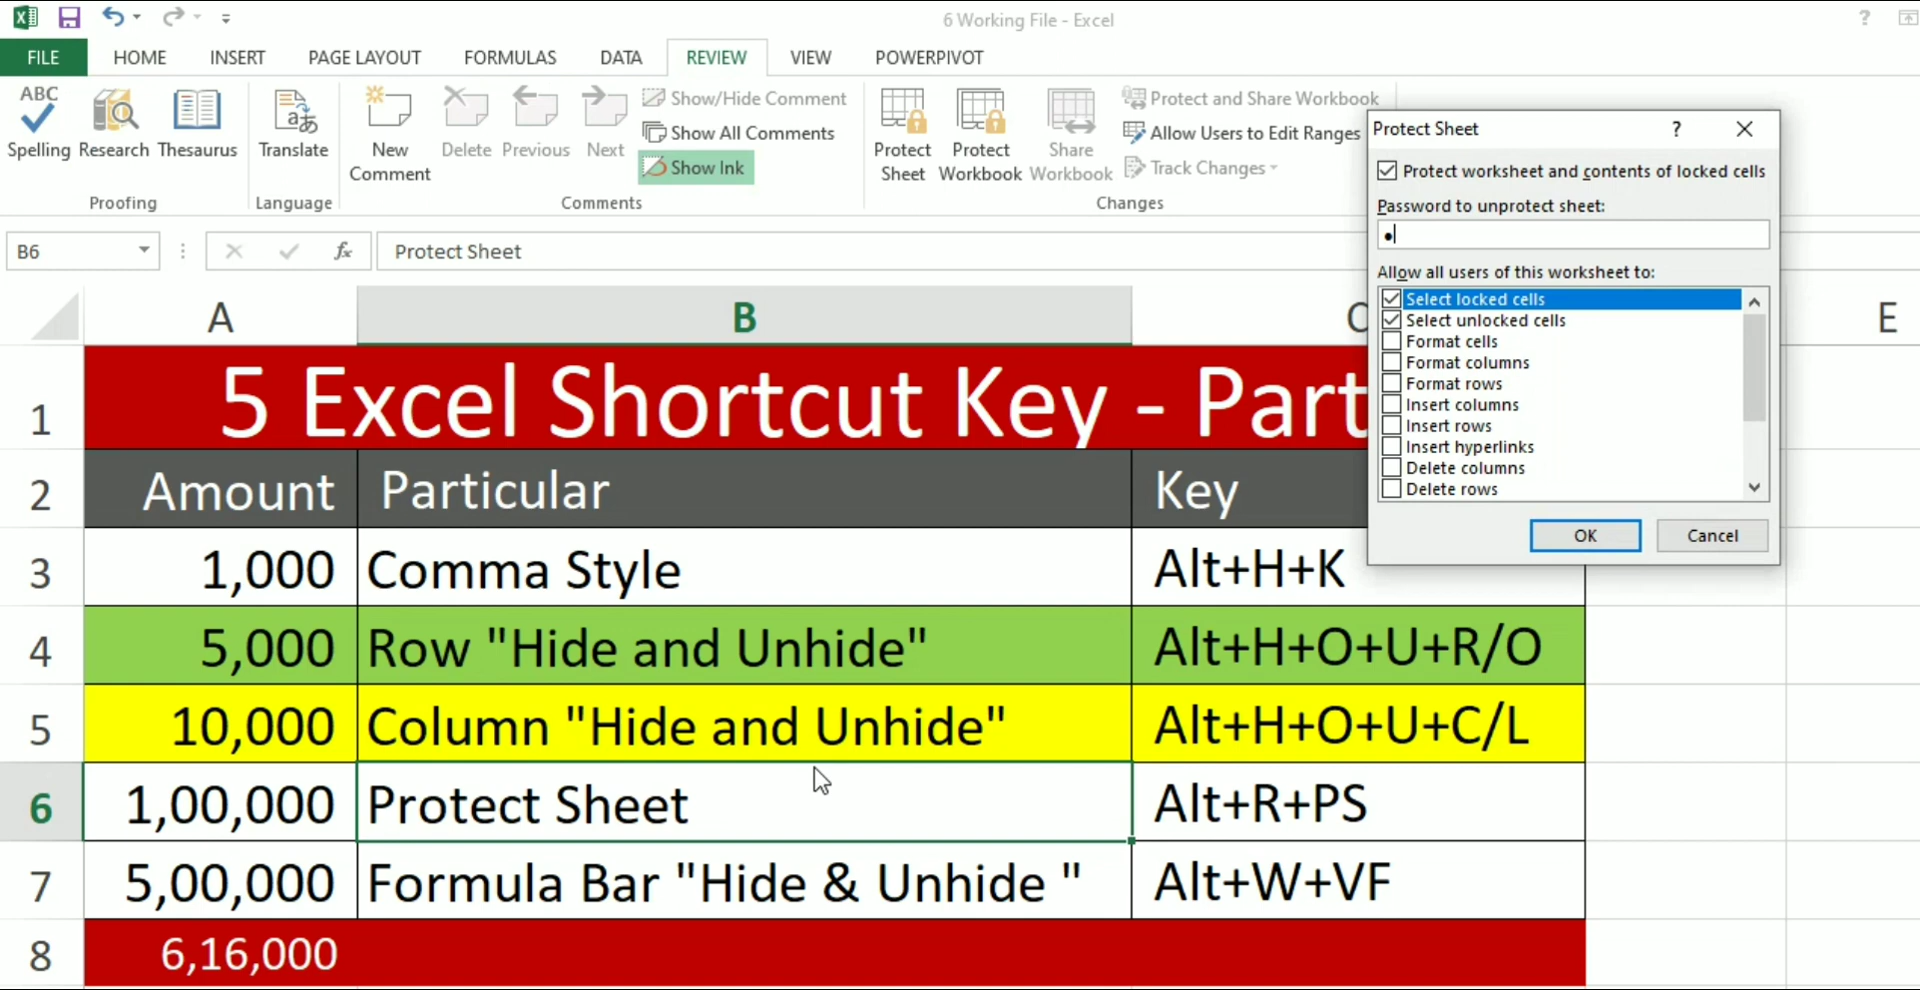 6 Working File - Excel
?
FILE HOME INSERT PAGE LAYOUT FORMULAS DATA REVIEW VIEW POWERPIVOT
ABC
Spelling Research Thesaurus
Proofing
Translate
Language
New Comment
Delete Previous Next
Show/Hide Comment
Show All Comments
Show Ink
Comments
Protect Sheet
Protect Workbook
Share Workbook
Protect and Share Workbook
Allow Users to Edit Ranges
Track Changes
Changes
B6 fx Protect Sheet
Protect Sheet ?
Protect worksheet and contents of locked cells
Password to unprotect sheet:
Allow all users of this worksheet to:
Select locked cells
Select unlocked cells
Format cells
Format columns
Format rows
Insert columns
Insert rows
Insert hyperlinks
Delete columns
Delete rows
OK Cancel
A B C E
1 5 Excel Shortcut Key - Part
2 Amount Particular Key
3 1,000 Comma Style Alt+H+K
4 5,000 Row "Hide and Unhide" Alt+H+O+U+R/O
5 10,000 Column "Hide and Unhide" Alt+H+O+U+C/L
6 1,00,000 Protect Sheet Alt+R+PS
7 5,00,000 Formula Bar "Hide & Unhide " Alt+W+VF
8 6,16,000